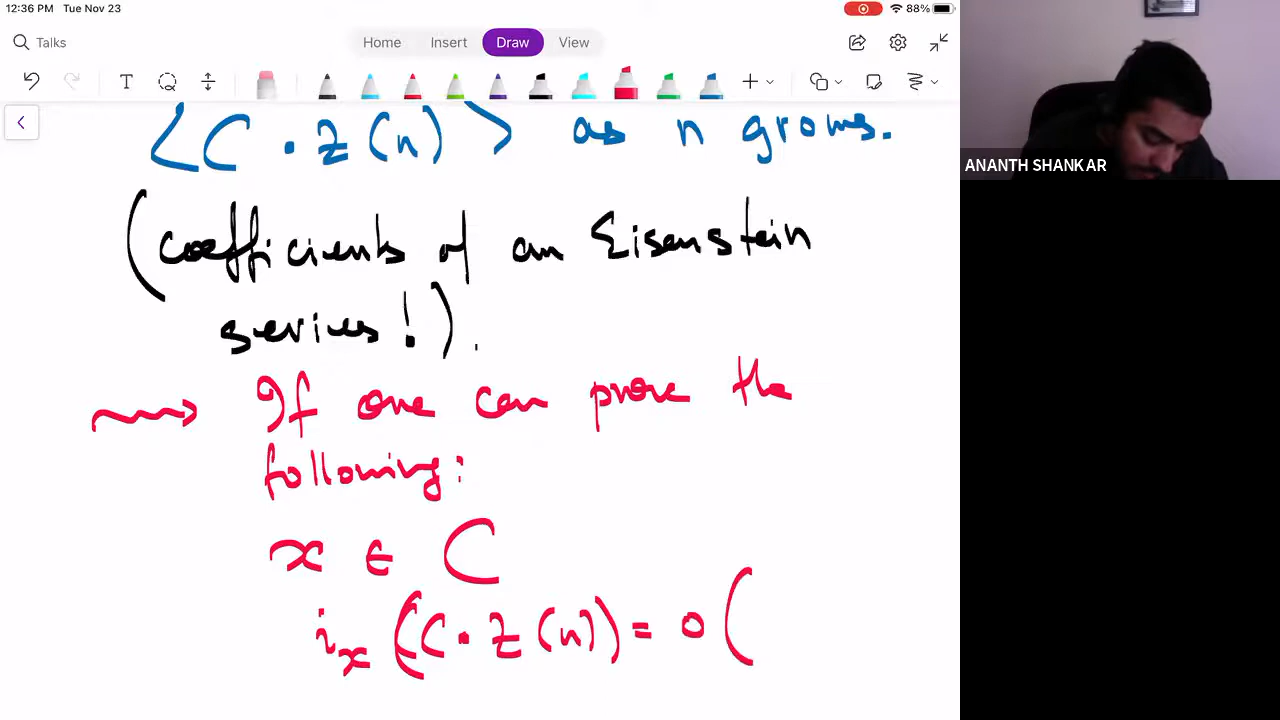 12:36 PM Tue Nov 23
88%
Talks
Home Insert Draw View
T
<C · Z(n)> as n grows.
(coefficients of an Eisenstein
series!).
⟿ If one can prove the
following:
x ∈ C
i_x (C · Z(n)) = o (
ANANTH SHANKAR